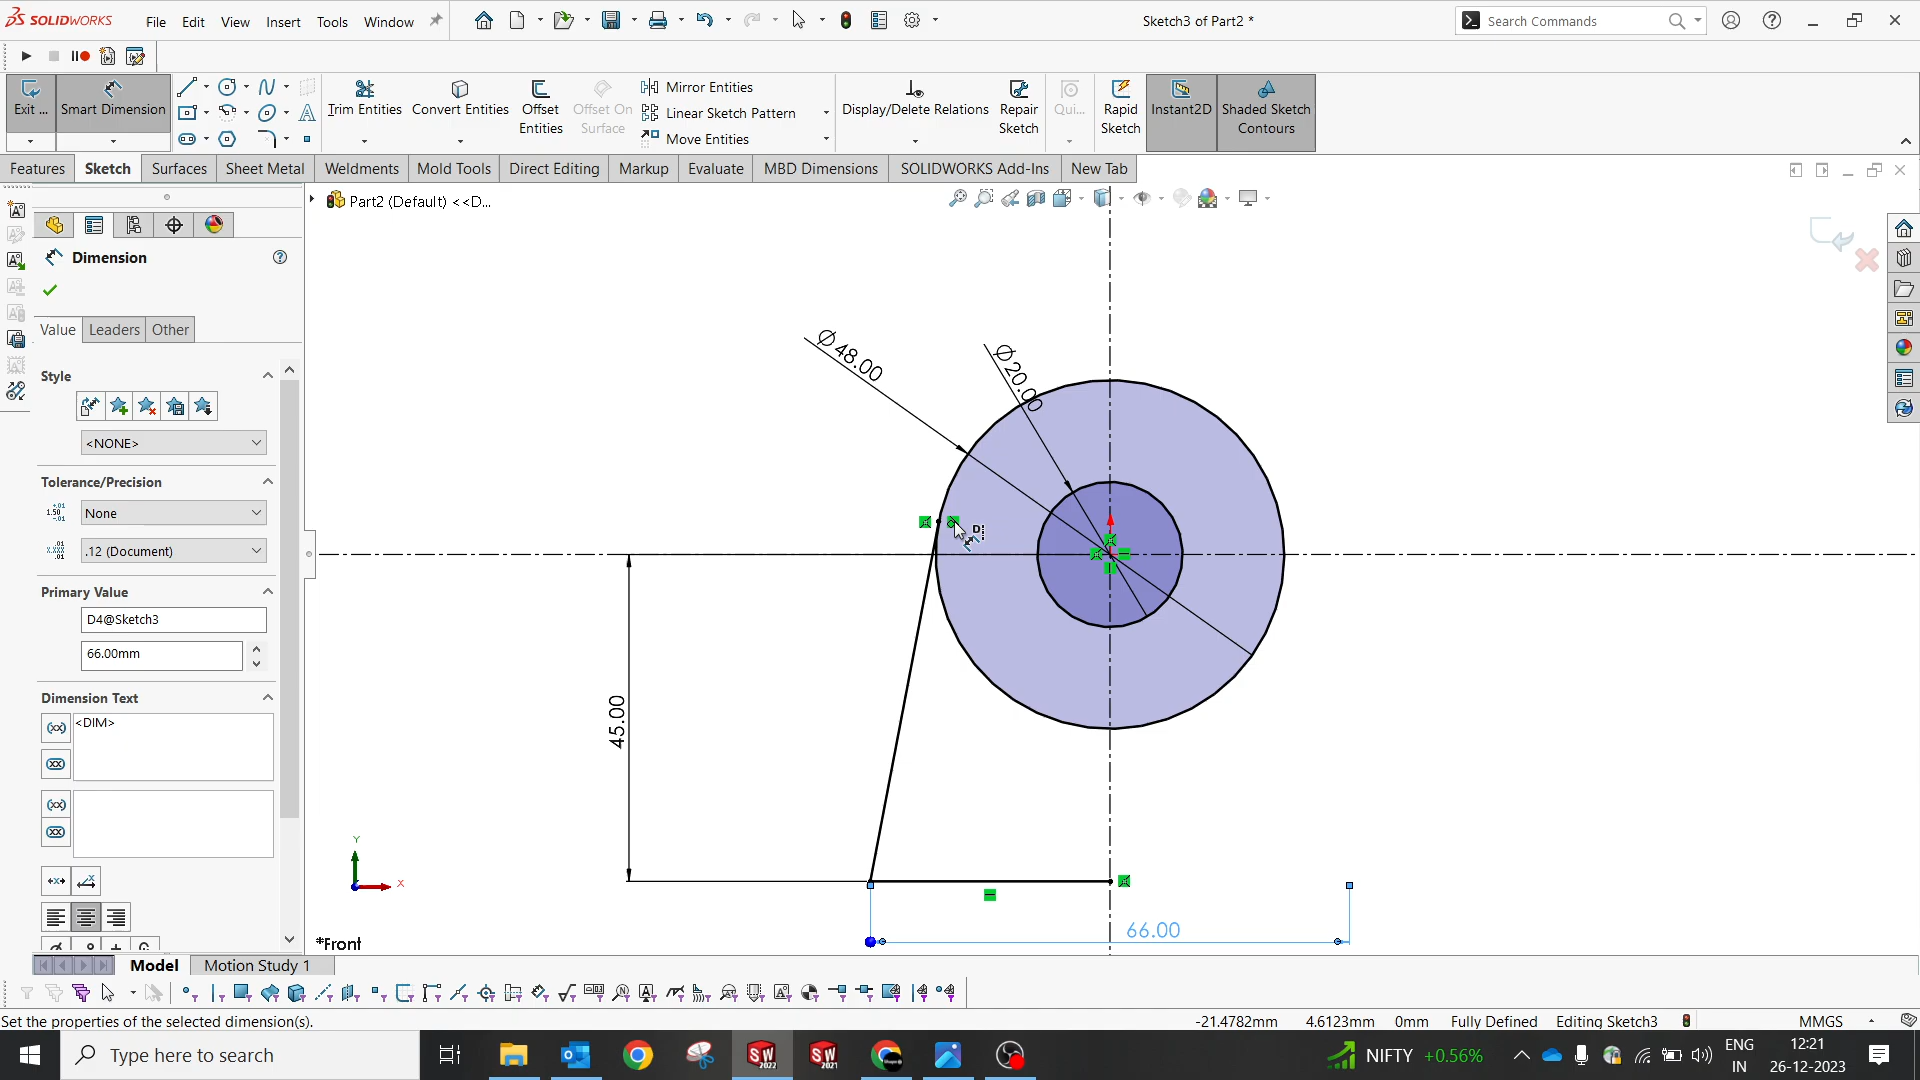 SOLIDWORKS File Edit View Insert Tools Window Sketch3 of Part2 * Search Commands
Exit ... Smart Dimension Trim Entities Convert Entities Offset Entities Offset On Surface Mirror Entities Linear Sketch Pattern Move Entities Display/Delete Relations Repair Sketch Qui... Rapid Sketch Instant2D Shaded Sketch Contours
Features Sketch Surfaces Sheet Metal Weldments Mold Tools Direct Editing Markup Evaluate MBD Dimensions SOLIDWORKS Add-Ins New Tab
Part2 (Default) <<D...
Dimension
Value Leaders Other
Style
<NONE>
Tolerance/Precision
None
.12 (Document)
Primary Value
D4@Sketch3
66.00mm
Dimension Text
<DIM>
Ø48.00
Ø20.00
45.00
66.00
Y
X
*Front
Model Motion Study 1
Set the properties of the selected dimension(s). -21.4782mm 4.6123mm 0mm Fully Defined Editing Sketch3 MMGS
Type here to search
SW 2022
SW 2021
NIFTY +0.56%
ENG
IN
12:21
26-12-2023